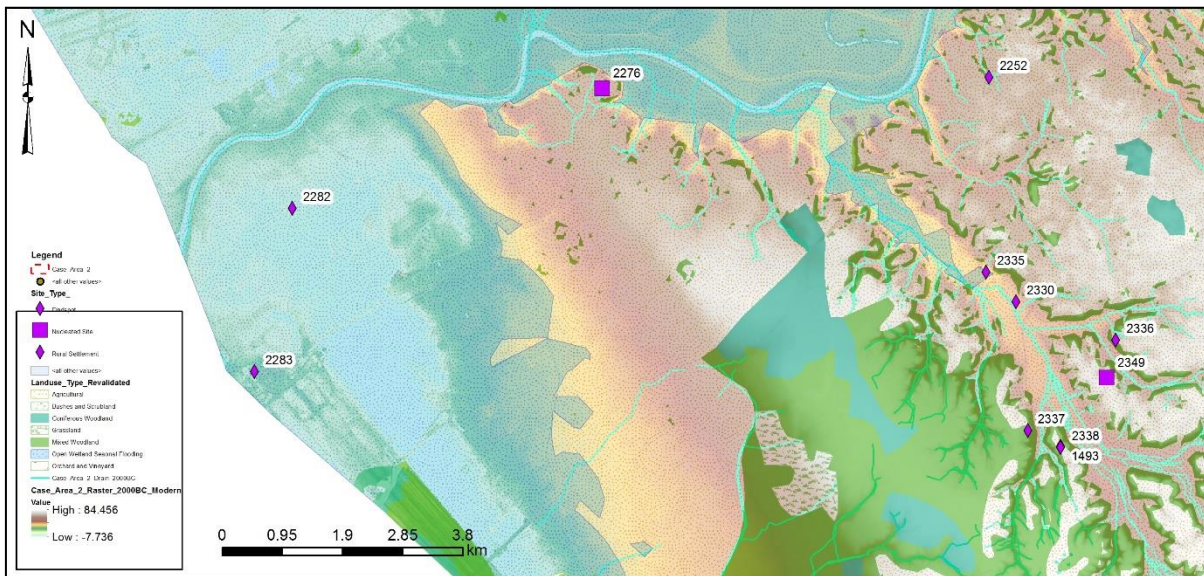 N
2276
2252
2282
2335
2330
2336
2349
2283
2337
2338
1493
Legend
Case_Area_2
<all other values>
Site_Type_
Nucleated Site
Rural Settlement
<all other values>
Landuse_Type_Revalidated
Agricultural
Bushes and Scrubland
Coniferous Woodland
Grassland
Mixed Woodland
Open Wetland Seasonal Flooding
Orchard and Vineyard
Case_Area_2_Drain_2000BC
Case_Area_2_Raster_2000BC_Modern
Value
High : 84.456
Low : -7.736
0 0.95 1.9 2.85 3.8
km